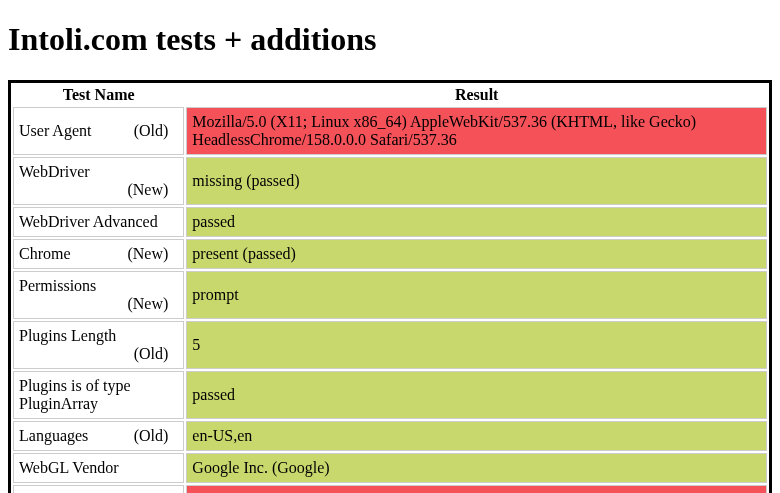 Intoli.com tests + additions
Test Name Result
User Agent (Old) Mozilla/5.0 (X11; Linux x86_64) AppleWebKit/537.36 (KHTML, like Gecko)
HeadlessChrome/158.0.0.0 Safari/537.36
WebDriver
(New)
missing (passed)
WebDriver Advanced passed
Chrome (New) present (passed)
Permissions
(New)
prompt
Plugins Length
(Old)
5
Plugins is of type
PluginArray
passed
Languages (Old) en-US,en
WebGL Vendor Google Inc. (Google)